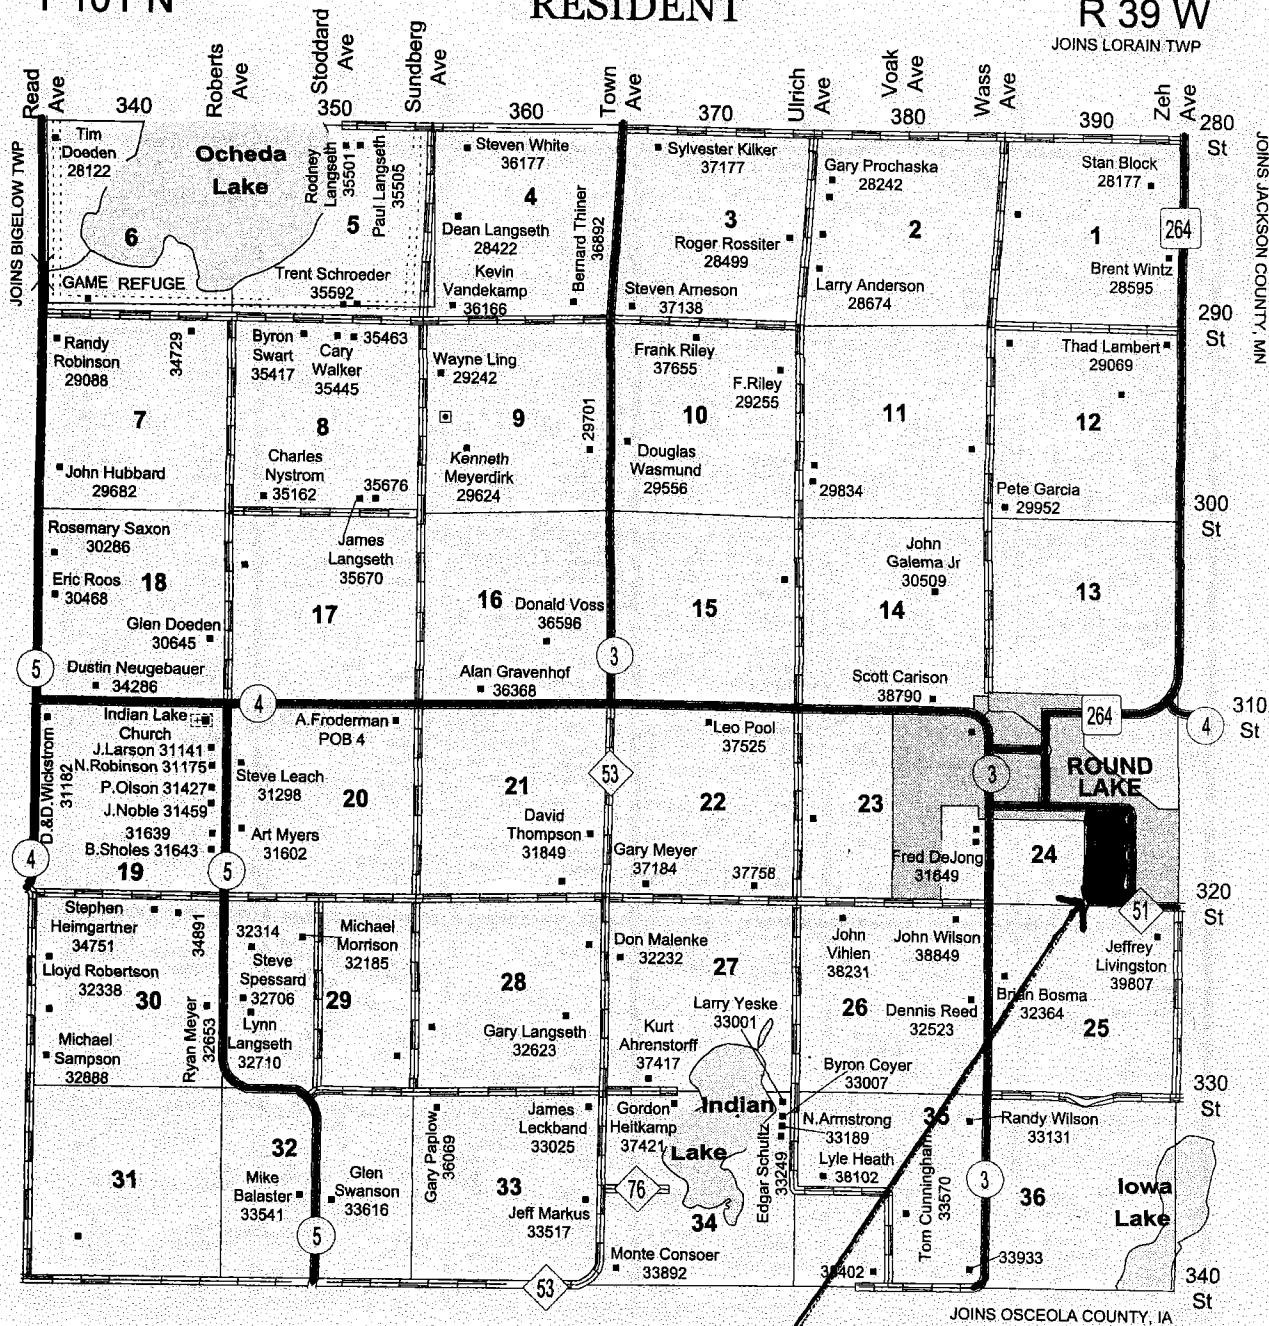 T 101 N
RESIDENT
R 39 W
JOINS LORAIN TWP
Read
Ave
340
Roberts
Ave
Stoddard
Ave
350
Sundberg
Ave
360
Town
Ave
370
Ulrich
Ave
Voak
Ave
380
Wass
Ave
390
Zeh
Ave
280
St
JOINS BIGELOW TWP
JOINS JACKSON COUNTY, MN
Tim
Doeden
28122
Ocheda
Lake
6
GAME REFUGE
Rodney
Langseth
35501
Paul Langseth
35505
5
Trent Schroeder
35592
Steven White
36177
4
Dean Langseth
28422
Kevin
Vandekamp
36166
Bernard Thiner
36892
Sylvester Kilker
37177
3
Roger Rossiter
28499
Steven Arneson
37138
Gary Prochaska
28242
2
Larry Anderson
28674
Stan Block
28177
1
264
Brent Wintz
28595
290
St
Randy
Robinson
29088
34729
7
John Hubbard
29682
Byron
Swart
35417
Cary
Walker
35445
35463
8
Charles
Nystrom
35162
35676
Wayne Ling
29242
9
29701
Kenneth
Meyerdirk
29624
Frank Riley
37655
F.Riley
29255
10
Douglas
Wasmund
29556
11
29834
Thad Lambert
29069
12
Pete Garcia
29952
300
St
Rosemary Saxon
30286
Eric Roos
30468
18
Glen Doeden
30645
Dustin Neugebauer
34286
5
James
Langseth
35670
17
16
Donald Voss
36596
Alan Gravenhof
36368
3
15
John
Galema Jr
30509
14
Scott Carlson
38790
13
4
310
St
4
264
Indian Lake
Church
J.Larson 31141
N.Robinson 31175
P.Olson 31427
J.Noble 31459
31639
B.Sholes 31643
D.&D.Wickstrom
31182
19
4
5
A.Froderman
POB 4
Steve Leach
31298
20
Art Myers
31602
21
David
Thompson
31849
53
Leo Pool
37525
22
Gary Meyer
37184
37758
23
3
ROUND
LAKE
Fred DeJong
31649
24
320
St
51
Stephen
Heimgartner
34751
34891
Lloyd Robertson
32338
30
Michael
Sampson
32888
Ryan Meyer
32653
32314
Steve
Spessard
32706
Lynn
Langseth
32710
Michael
Morrison
32185
29
28
Gary Langseth
32623
Don Malenke
32232
27
Larry Yeske
33001
Kurt
Ahrenstorff
37417
John
Vihlen
38231
John Wilson
38849
26
Dennis Reed
32523
Byron Coyer
33007
Jeffrey
Livingston
39807
Brian Bosma
32364
25
330
St
31
32
Mike
Balaster
33541
Glen
Swanson
33616
5
Gary Paplow
36069
James
Leckband
33025
33
Jeff Markus
33517
53
Gordon
Heitkamp
37421
Indian
Lake
76
34
Edgar Schultz
33249
Monte Consoer
33892
N.Armstrong
33189
Lyle Heath
38102
35
Tom Cunningham
33570
Randy Wilson
33131
3
36
33933
Iowa
Lake
340
St
JOINS OSCEOLA COUNTY, IA